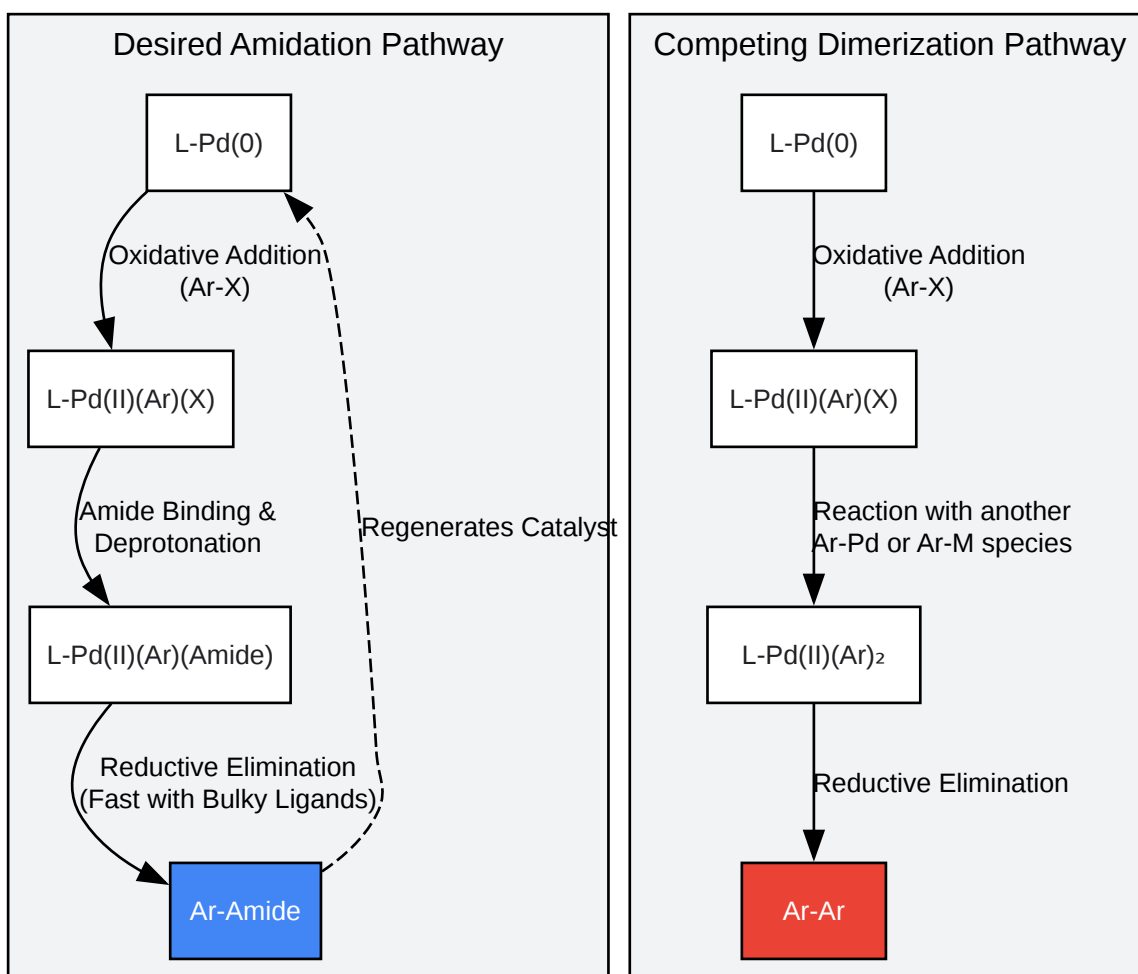 Desired Amidation Pathway
L-Pd(0)
Oxidative Addition
(Ar-X)
L-Pd(II)(Ar)(X)
Amide Binding &
Deprotonation
Regenerates Catalyst
L-Pd(II)(Ar)(Amide)
Reductive Elimination
(Fast with Bulky Ligands)
Ar-Amide
Competing Dimerization Pathway
L-Pd(0)
Oxidative Addition
(Ar-X)
L-Pd(II)(Ar)(X)
Reaction with another
Ar-Pd or Ar-M species
L-Pd(II)(Ar)₂
Reductive Elimination
Ar-Ar